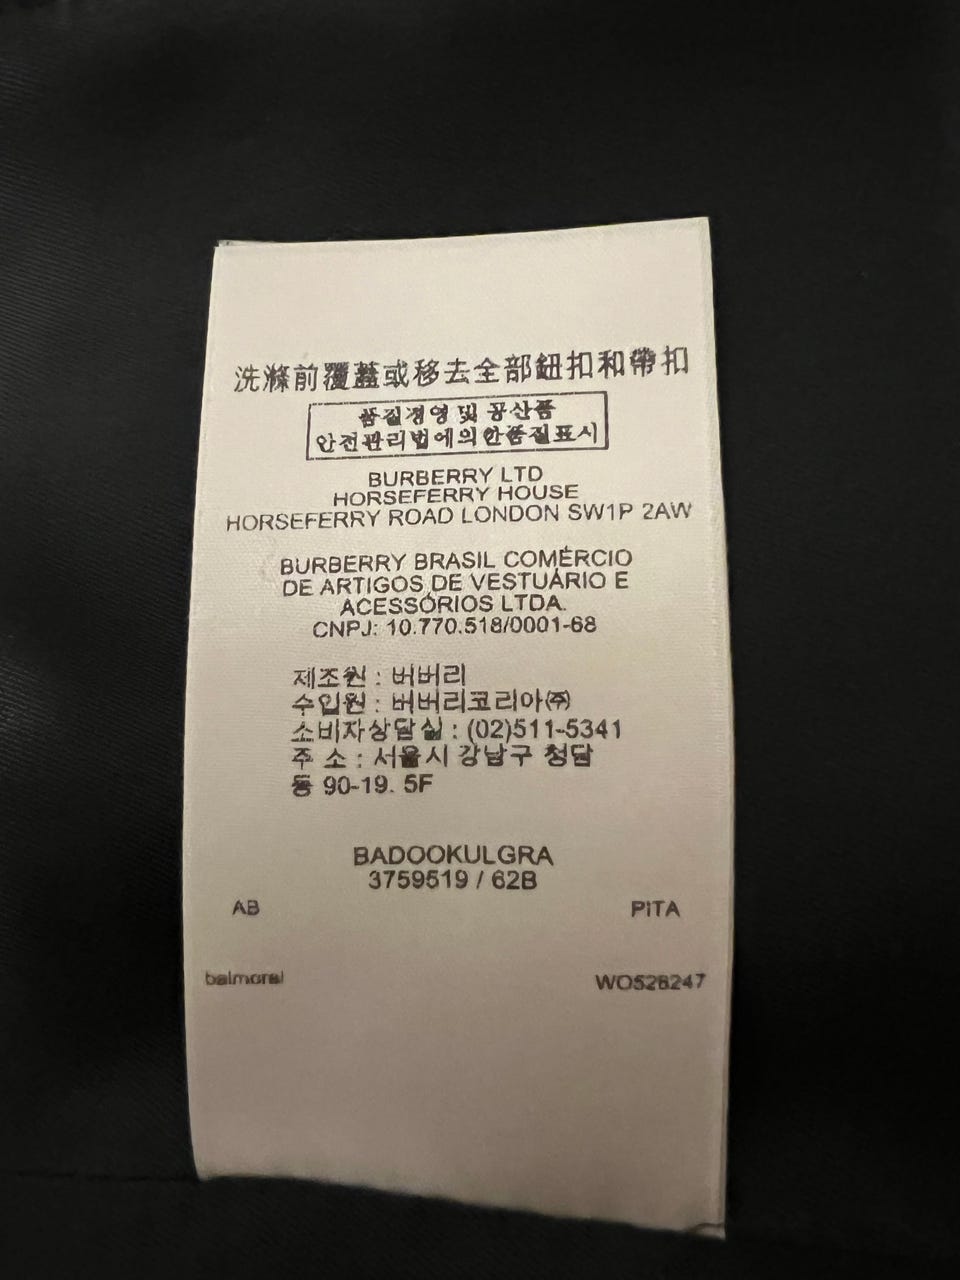 洗滌前覆蓋或移去全部鈕扣和帶扣
품질경영 및 공산품
안전관리법에의한품질표시
BURBERRY LTD
HORSEFERRY HOUSE
HORSEFERRY ROAD LONDON SW1P 2AW
BURBERRY BRASIL COMÉRCIO
DE ARTIGOS DE VESTUÁRIO E
ACESSÓRIOS LTDA.
CNPJ: 10.770.518/0001-68
제조원 : 버버리
수입원 : 버버리코리아㈜
소비자상담실 : (02)511-5341
주 소 : 서울시 강남구 청담
동 90-19. 5F
BADOOKULGRA
3759519 / 62B
AB PITA
balmoral WO528247